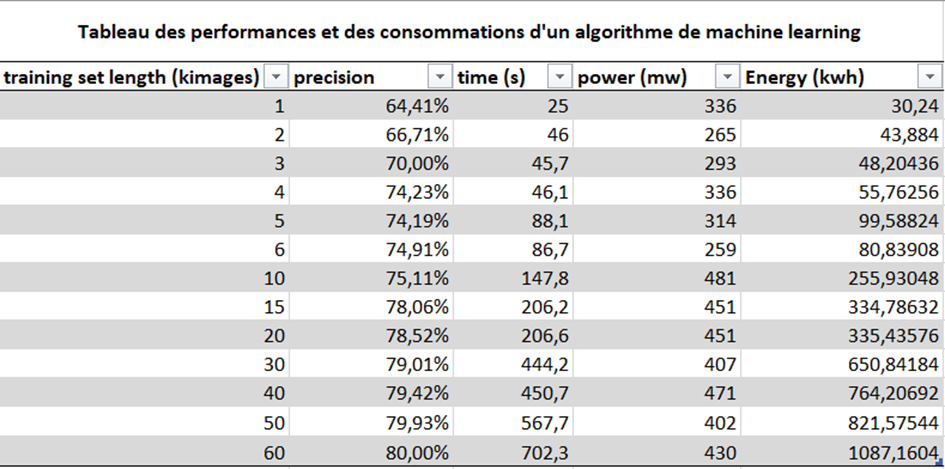 Tableau des performances et des consommations d'un algorithme de machine learning
training set length (kimages) precision time (s) power (mw) Energy (kwh)
1 64,41% 25 336 30,24
2 66,71% 46 265 43,884
3 70,00% 45,7 293 48,20436
4 74,23% 46,1 336 55,76256
5 74,19% 88,1 314 99,58824
6 74,91% 86,7 259 80,83908
10 75,11% 147,8 481 255,93048
15 78,06% 206,2 451 334,78632
20 78,52% 206,6 451 335,43576
30 79,01% 444,2 407 650,84184
40 79,42% 450,7 471 764,20692
50 79,93% 567,7 402 821,57544
60 80,00% 702,3 430 1087,1604